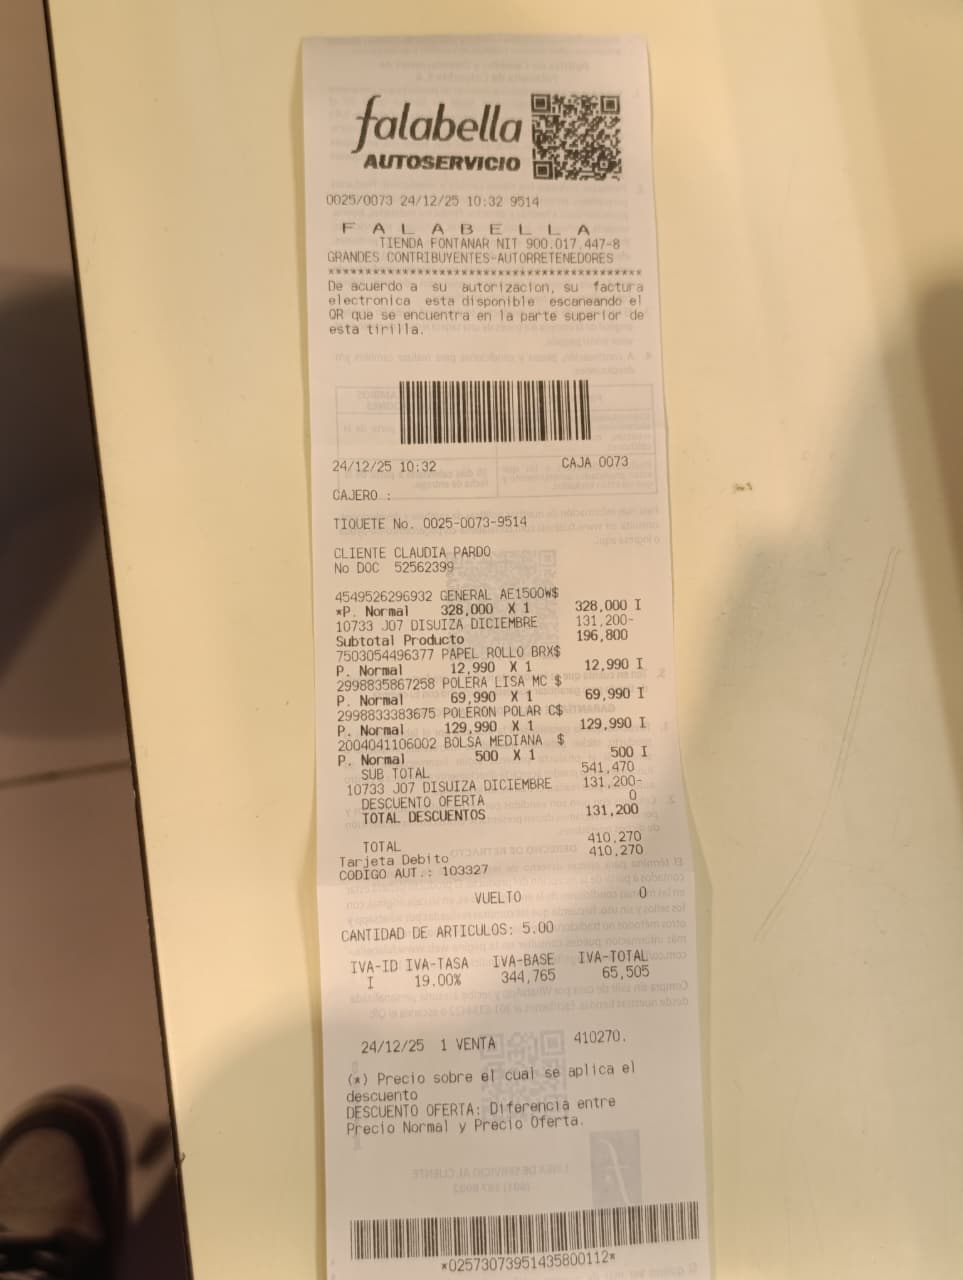 falabella
AUTOSERVICIO
0025/0073 24/12/25 10:32 9514
F A L A B E L L A
TIENDA FONTANAR NIT 900.017.447-8
GRANDES CONTRIBUYENTES-AUTORRETENEDORES
******************************************
De acuerdo a su autorizacion, su factura
electronica esta disponible escaneando el
QR que se encuentra en la parte superior de
esta tirilla.
24/12/25 10:32 CAJA 0073
CAJERO :
TIQUETE No. 0025-0073-9514
CLIENTE CLAUDIA PARDO
No DOC 52562399
4549526296932 GENERAL AE1500W$
*P. Normal 328,000 X 1 328,000 I
10733 J07 DISUIZA DICIEMBRE 131,200-
Subtotal Producto 196,800
7503054496377 PAPEL ROLLO BRX$
P. Normal 12,990 X 1 12,990 I
2998835867258 POLERA LISA MC $
P. Normal 69,990 X 1 69,990 I
2998833383675 POLERON POLAR C$
P. Normal 129,990 X 1 129,990 I
2004041106002 BOLSA MEDIANA $
P. Normal 500 X 1 500 I
SUB TOTAL 541,470
10733 J07 DISUIZA DICIEMBRE 131,200-
DESCUENTO OFERTA 0
TOTAL DESCUENTOS 131,200
TOTAL 410,270
Tarjeta Debito 410,270
CODIGO AUT.: 103327
VUELTO 0
CANTIDAD DE ARTICULOS: 5.00
IVA-ID IVA-TASA IVA-BASE IVA-TOTAL
I 19.00% 344,765 65,505
24/12/25 1 VENTA 410270.
(*) Precio sobre el cual se aplica el
descuento
DESCUENTO OFERTA: Diferencia entre
Precio Normal y Precio Oferta.
*02573073951435800112*